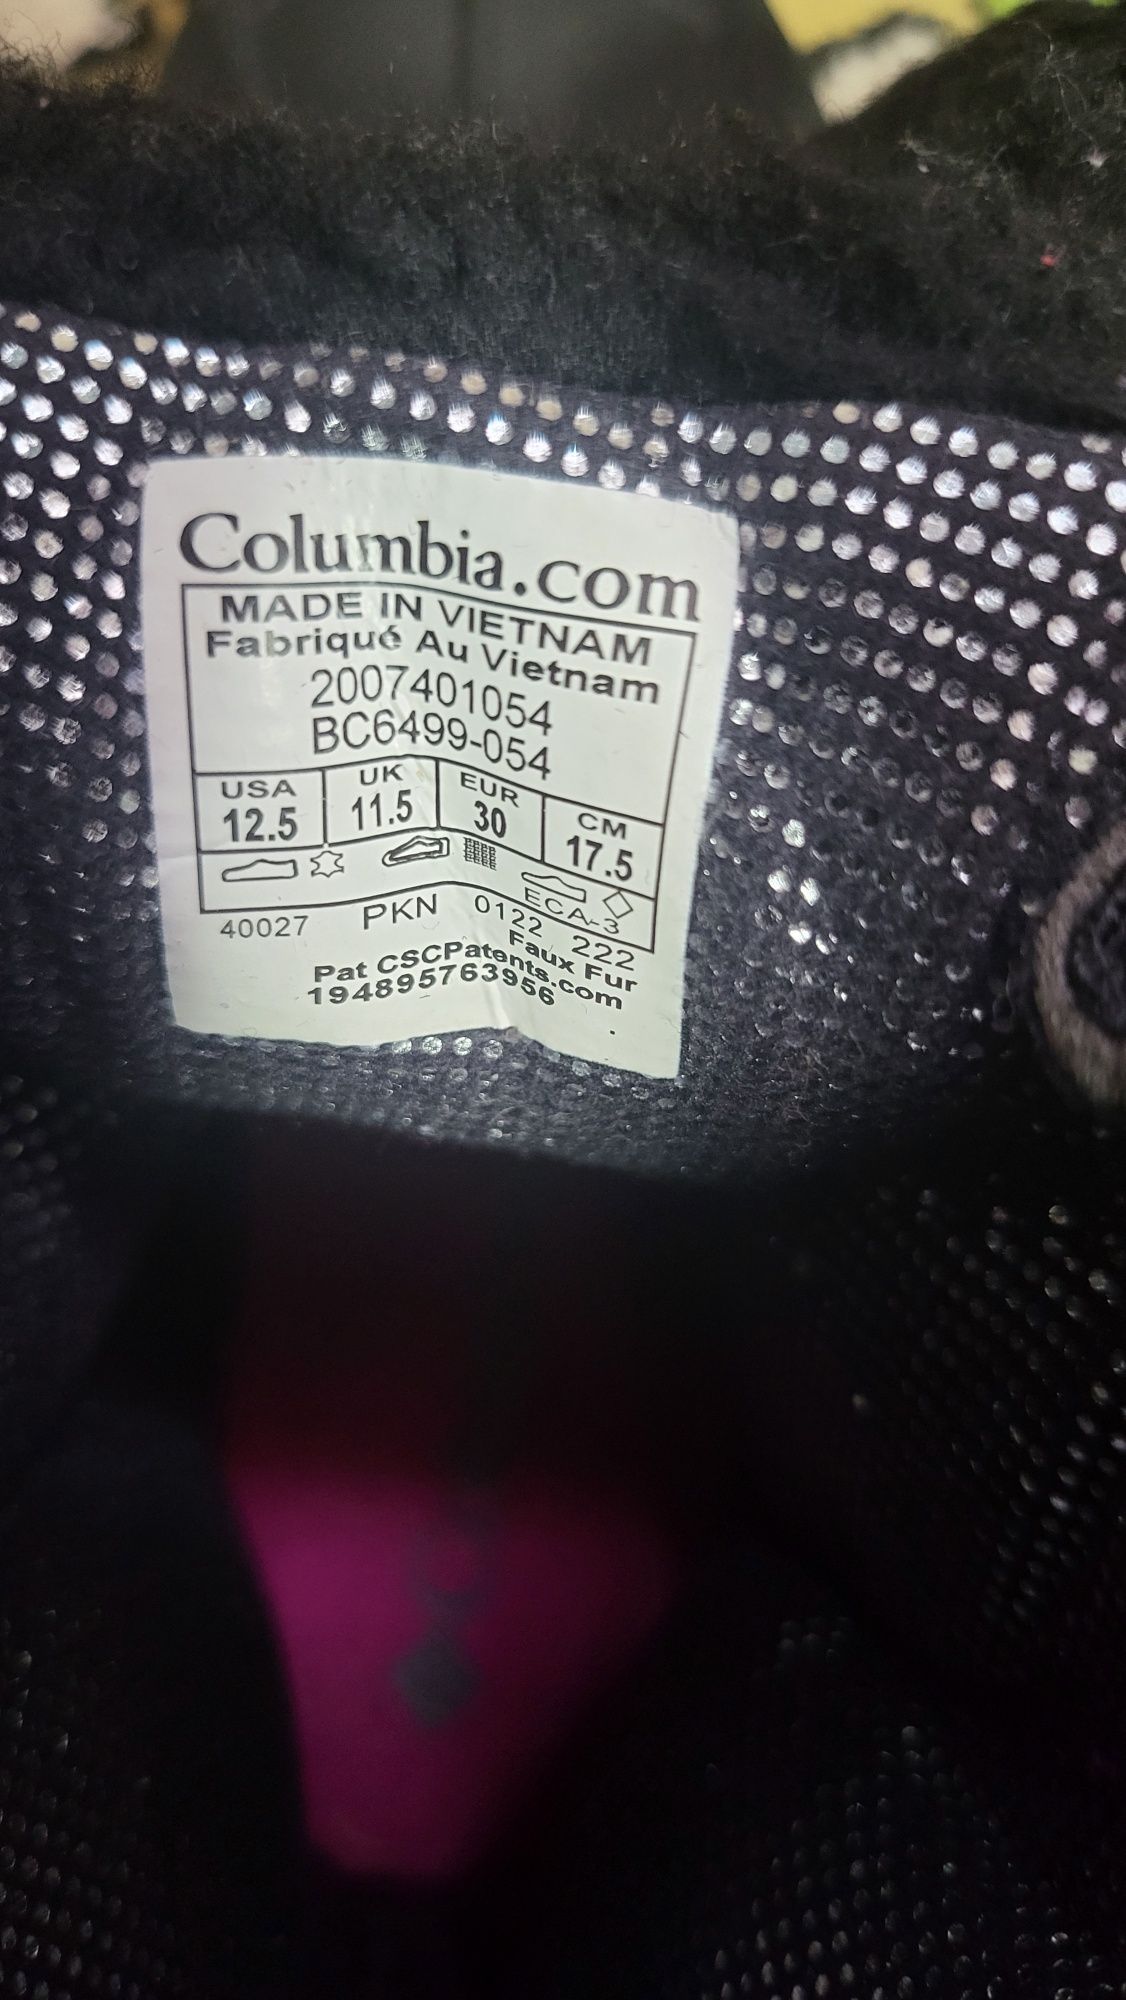 Columbia.com
MADE IN VIETNAM
Fabriqué Au Vietnam
2007401054
BC6499-054
USA UK EUR CM
12.5 11.5 30 17.5
ECA-3
40027 PKN 0122 222
Faux Fur
Pat CSCPatents.com
194895763956